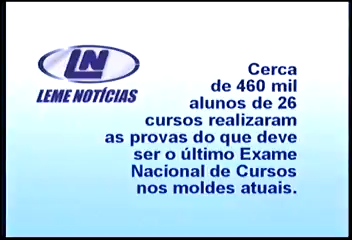 LN
LEME NOTÍCIAS
Cerca
de 460 mil
alunos de 26
cursos realizaram
as provas do que deve
ser o último Exame
Nacional de Cursos
nos moldes atuais.